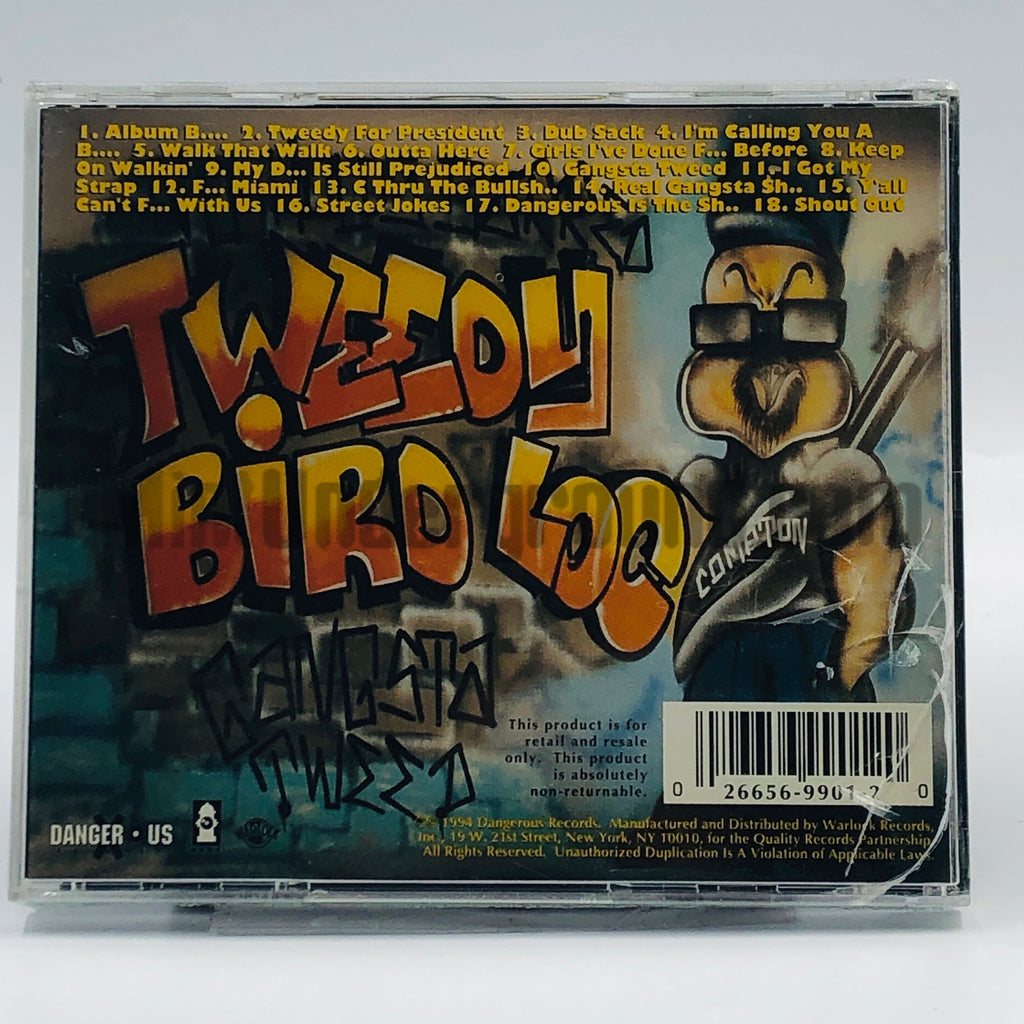 1. Album B.... 2. Tweedy For President 3. Dub Sack 4. I'm Calling You A
B.... 5. Walk That Walk 6. Outta Here 7. Girls I've Done F... Before 8. Keep
On Walkin' 9. My D... Is Still Prejudiced 10. Gangsta Tweed 11. I Got My
Strap 12. F... Miami 13. C Thru The Bullsh.. 14. Real Gangsta $h.. 15. Y'all
Can't F... With Us 16. Street Jokes 17. Dangerous Is The Sh.. 18. Shout Out
TWEEDY
BIRD LOC
COMPTON
GANGSTA
TWEED
This product is for
retail and resale
only. This product
is absolutely
non-returnable.
0 26656-9901-2 0
DANGER • US
©℗ 1994 Dangerous Records. Manufactured and Distributed by Warlock Records,
Inc., 19 W. 21st Street, New York, NY 10010, for the Quality Records Partnership.
All Rights Reserved. Unauthorized Duplication Is A Violation of Applicable Laws.